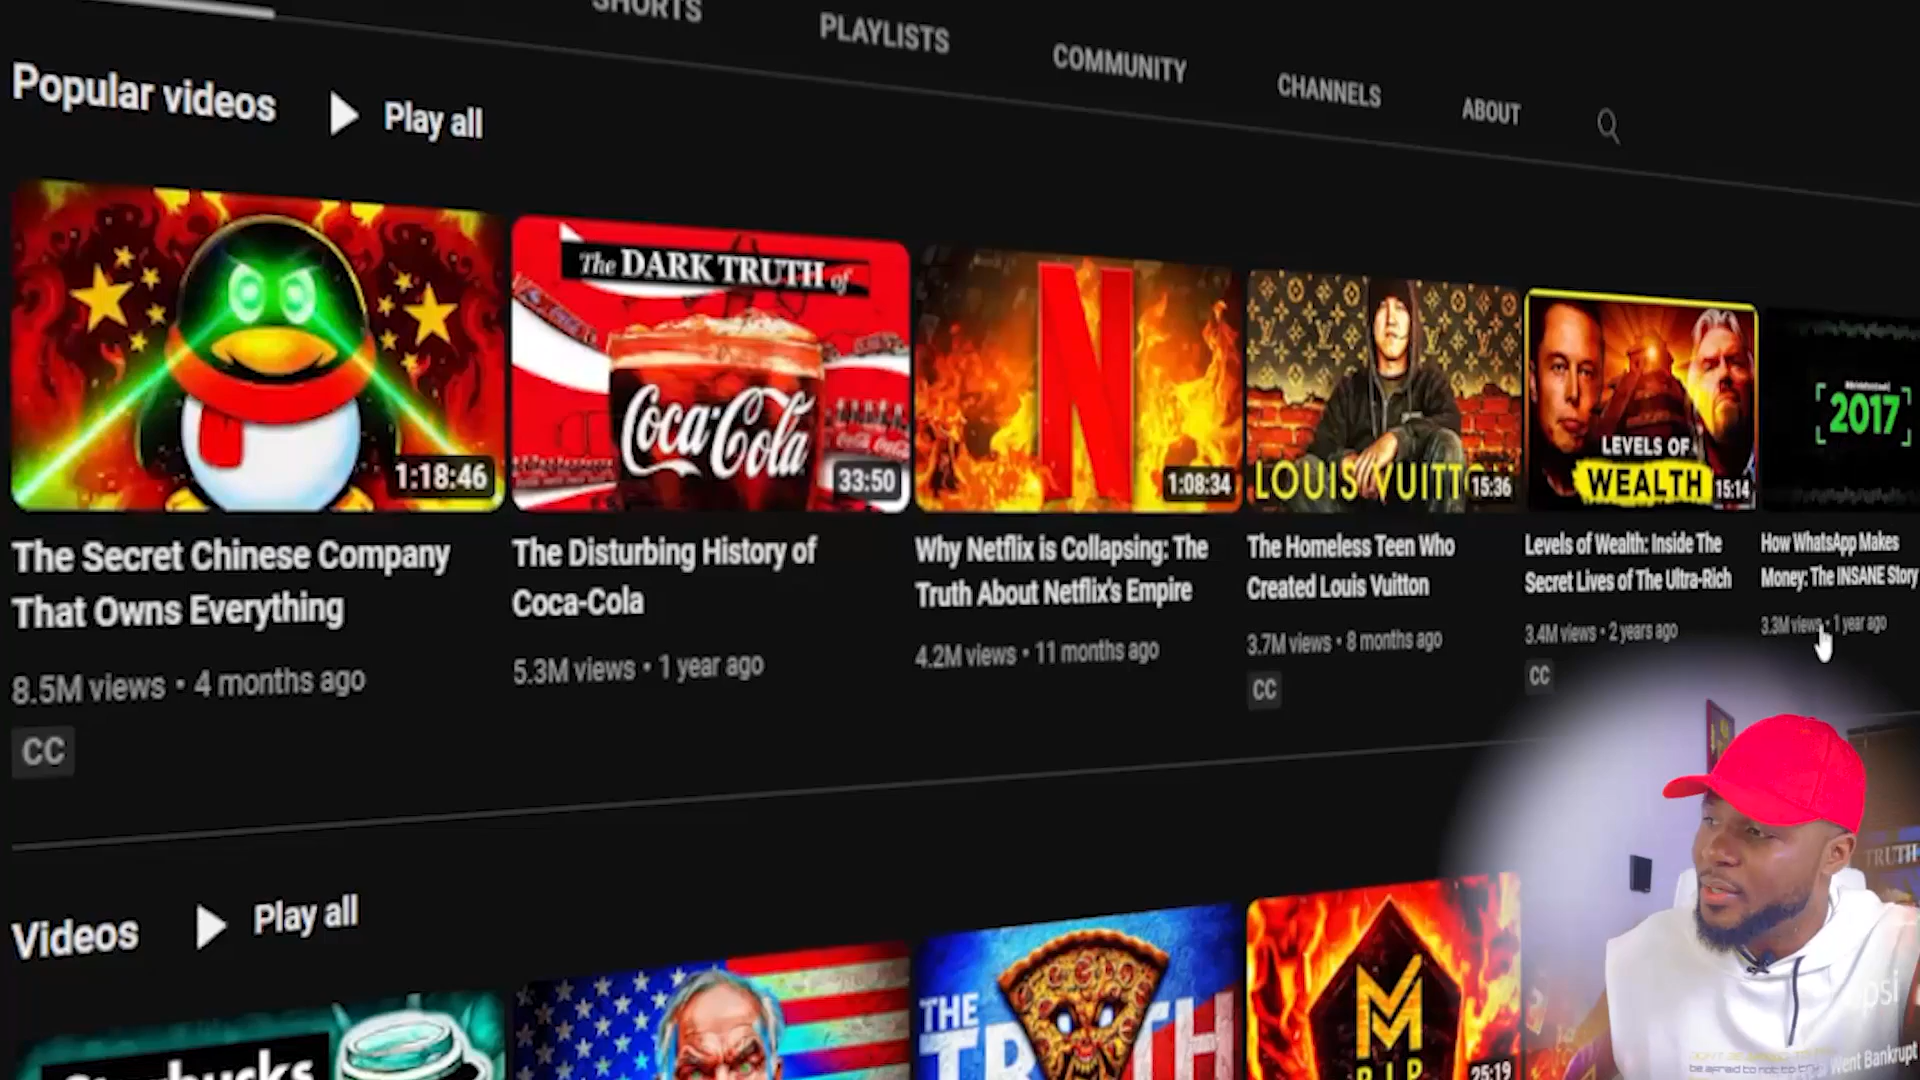 SHORTS
PLAYLISTS
COMMUNITY
CHANNELS
ABOUT
Popular videos
Play all
The DARK TRUTH of
Coca-Cola
LOUIS VUITT
LEVELS OF
WEALTH
2017
1:18:46
33:50
1:08:34
15:36
15:14
The Secret Chinese Company
That Owns Everything
8.5M views • 4 months ago
CC
The Disturbing History of
Coca-Cola
5.3M views • 1 year ago
Why Netflix is Collapsing: The
Truth About Netflix's Empire
4.2M views • 11 months ago
The Homeless Teen Who
Created Louis Vuitton
3.7M views • 8 months ago
CC
Levels of Wealth: Inside The
Secret Lives of The Ultra-Rich
3.4M views • 2 years ago
CC
How WhatsApp Makes
Money: The INSANE Story
3.3M views • 1 year ago
Videos
Play all
THE
TRUTH
RIP
25:19
TRUTH
Went Bankrupt